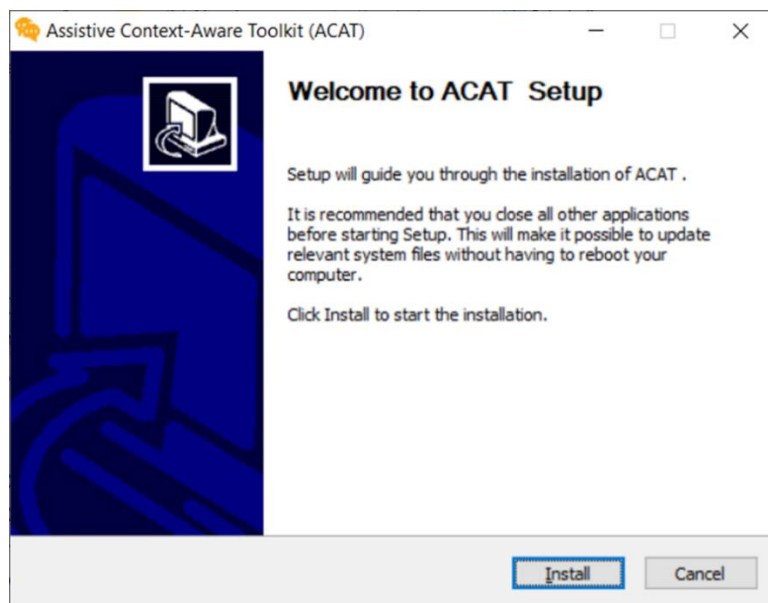 Assistive Context-Aware Toolkit (ACAT)
Welcome to ACAT  Setup
Setup will guide you through the installation of ACAT .
It is recommended that you close all other applications
before starting Setup. This will make it possible to update
relevant system files without having to reboot your
computer.
Click Install to start the installation.
Install
Cancel